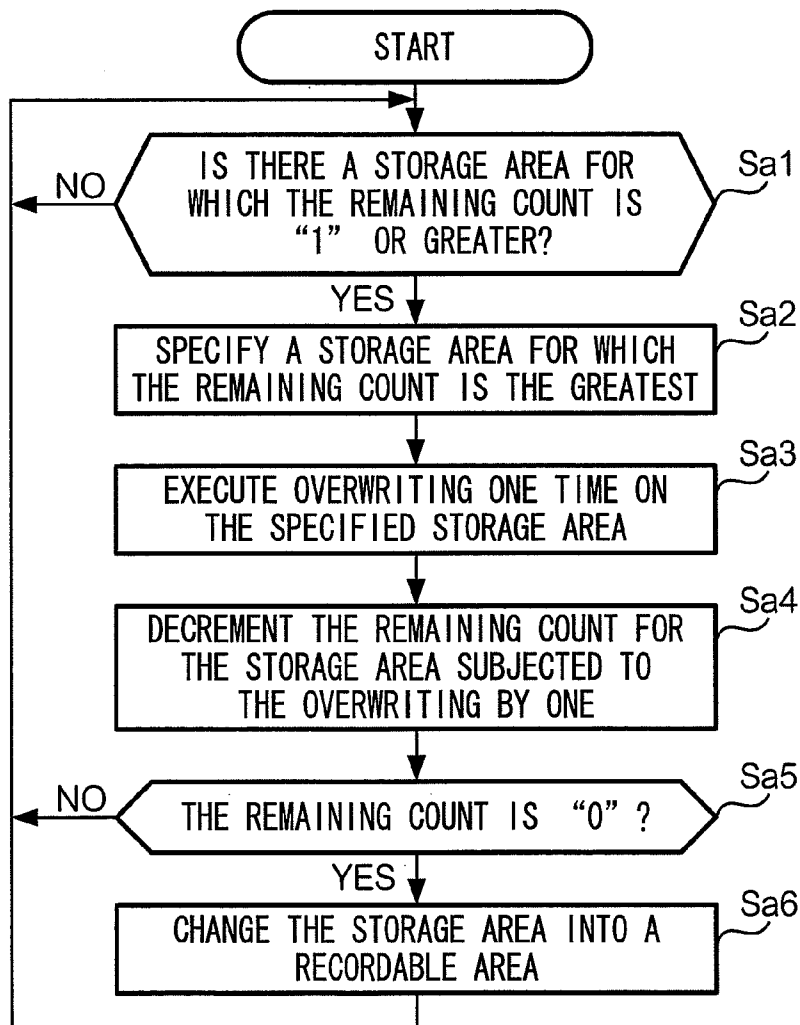 START
IS THERE A STORAGE AREA FOR
WHICH THE REMAINING COUNT IS
"1" OR GREATER?
Sa1
NO
YES
Sa2
SPECIFY A STORAGE AREA FOR WHICH
THE REMAINING COUNT IS THE GREATEST
Sa3
EXECUTE OVERWRITING ONE TIME ON
THE SPECIFIED STORAGE AREA
Sa4
DECREMENT THE REMAINING COUNT FOR
THE STORAGE AREA SUBJECTED TO
THE OVERWRITING BY ONE
Sa5
NO
THE REMAINING COUNT IS "0"?
YES
Sa6
CHANGE THE STORAGE AREA INTO A
RECORDABLE AREA